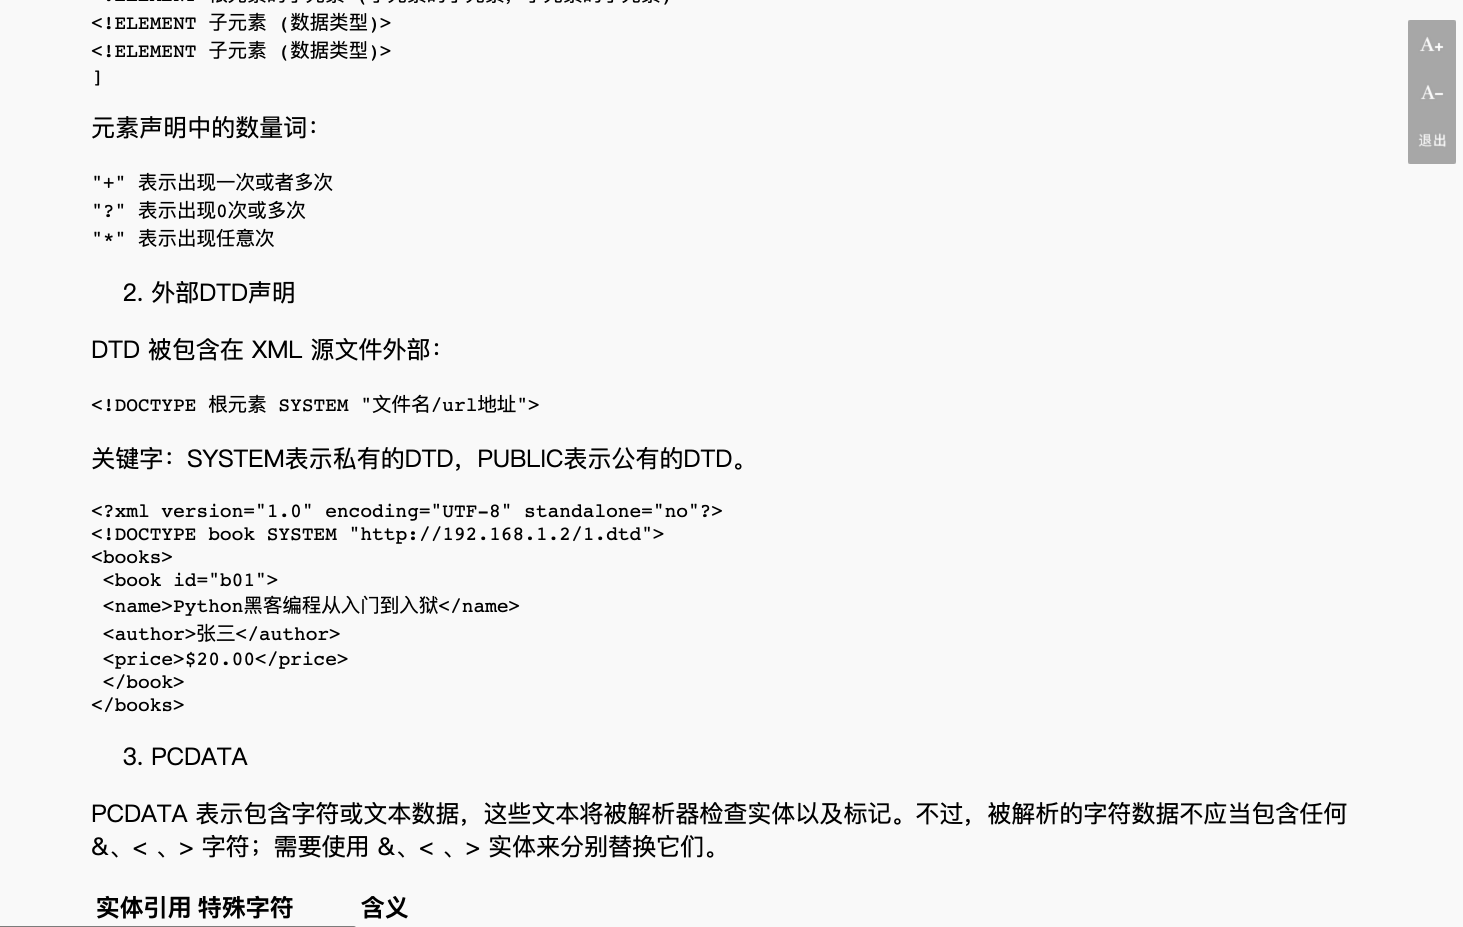 <!ELEMENT 子元素 (数据类型)>
<!ELEMENT 子元素 (数据类型)>
]
元素声明中的数量词：
"+" 表示出现一次或者多次
"?" 表示出现0次或多次
"*" 表示出现任意次
2. 外部DTD声明
DTD 被包含在 XML 源文件外部：
<!DOCTYPE 根元素 SYSTEM "文件名/url地址">
关键字：SYSTEM表示私有的DTD，PUBLIC表示公有的DTD。
<?xml version="1.0" encoding="UTF-8" standalone="no"?>
<!DOCTYPE book SYSTEM "http://192.168.1.2/1.dtd">
<books>
<book id="b01">
<name>Python黑客编程从入门到入狱</name>
<author>张三</author>
<price>$20.00</price>
</book>
</books>
3. PCDATA
PCDATA 表示包含字符或文本数据，这些文本将被解析器检查实体以及标记。不过，被解析的字符数据不应当包含任何
&、< 、> 字符；需要使用 &、< 、> 实体来分别替换它们。
实体引用 特殊字符 含义
A+
A-
退出